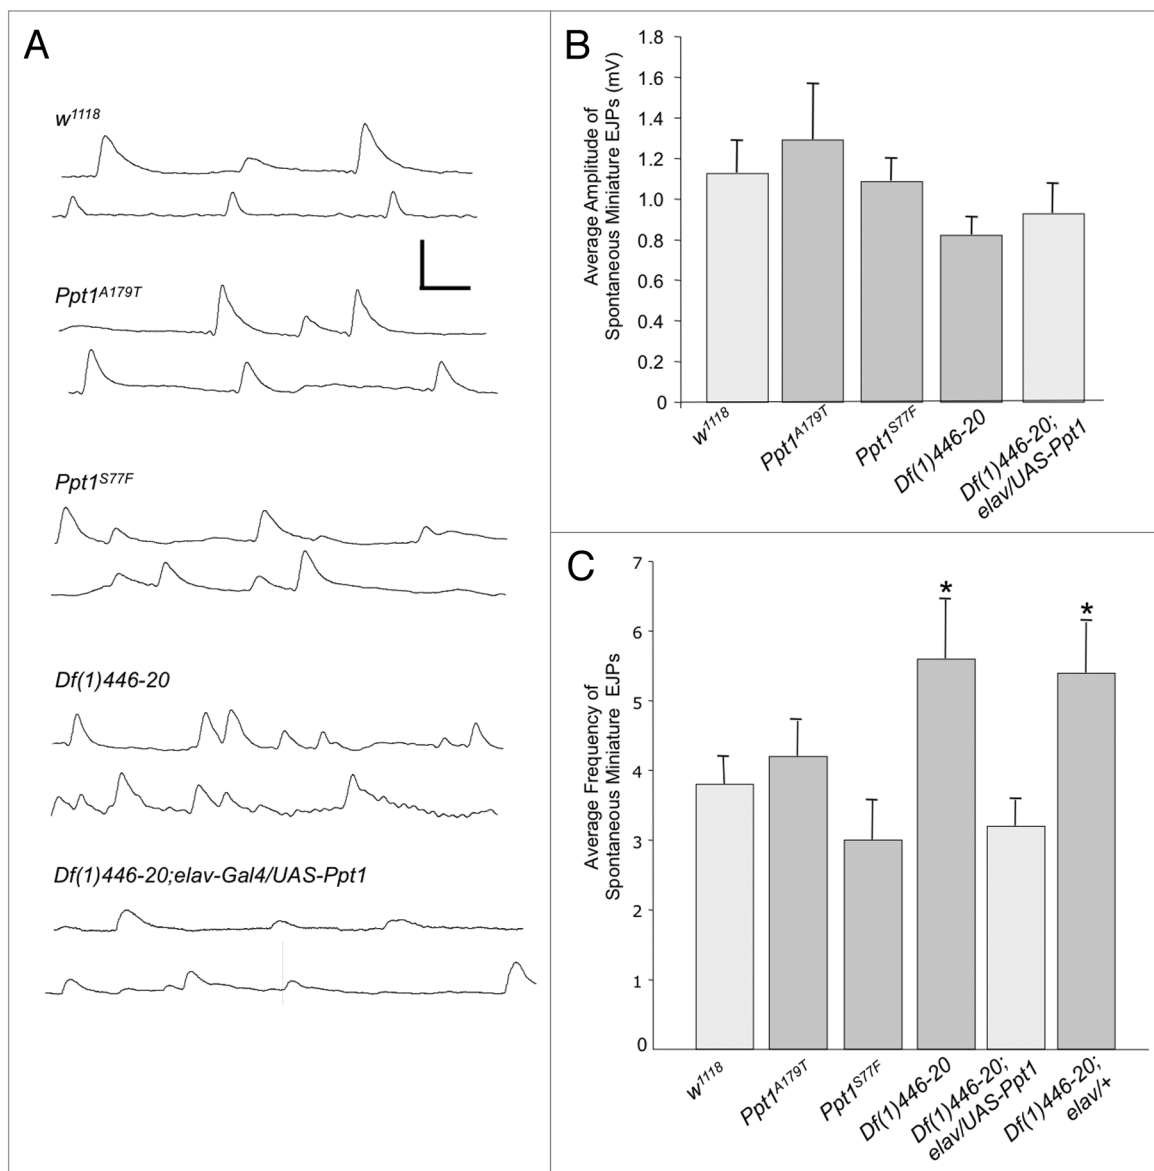 A
w1118
Ppt1A179T
Ppt1S77F
Df(1)446-20
Df(1)446-20;elav-Gal4/UAS-Ppt1
B
Average Amplitude of
Spontaneous Miniature EJPs (mV)
1.8
1.6
1.4
1.2
1.0
0.8
0.6
0.4
0.2
0
w1118
Ppt1A179T
Ppt1S77F
Df(1)446-20
Df(1)446-20;
elav/UAS-Ppt1
C
Average Frequency of
Spontaneous Miniature EJPs
7
6
5
4
3
2
1
0
*
*
w1118
Ppt1A179T
Ppt1S77F
Df(1)446-20
Df(1)446-20;
elav/UAS-Ppt1
Df(1)446-20;
elav/+